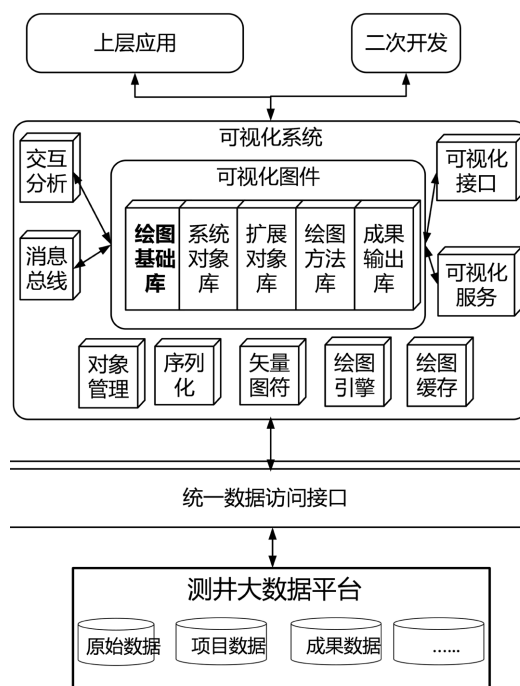 上层应用
二次开发
可视化系统
交互
分析
可视化图件
可视化
接口
绘图
基础
库
系统
对象
库
扩展
对象
库
绘图
方法
库
成果
输出
库
消息
总线
可视化
服务
对象
管理
序列
化
矢量
图符
绘图
引擎
绘图
缓存
统一数据访问接口
测井大数据平台
原始数据
项目数据
成果数据
……